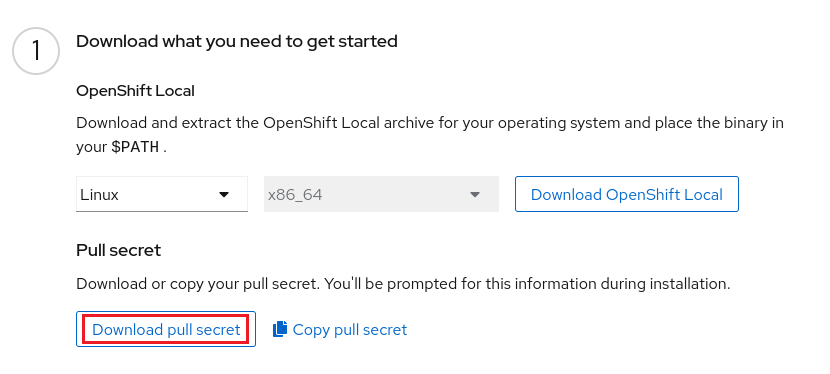 1
Download what you need to get started
OpenShift Local
Download and extract the OpenShift Local archive for your operating system and place the binary in
your $PATH .
Linux
x86_64
Download OpenShift Local
Pull secret
Download or copy your pull secret. You'll be prompted for this information during installation.
Download pull secret
Copy pull secret